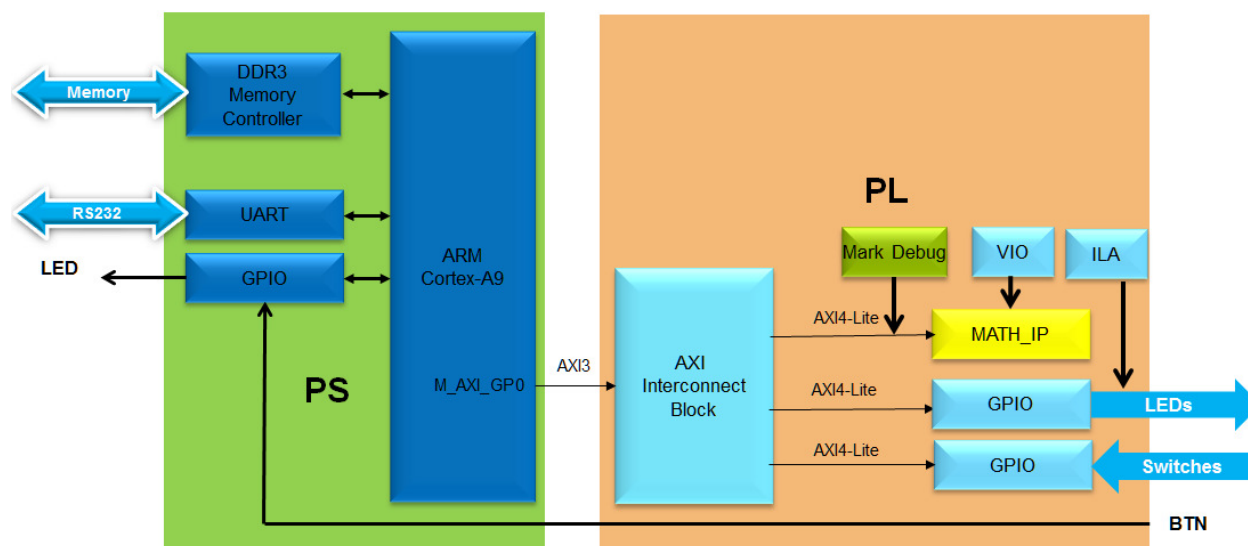 DDR3
Memory
Controller
Memory
RS232
UART
LED
GPIO
ARM
Cortex-A9
M_AXI_GP0
PS
AXI3
PL
Mark Debug
VIO
ILA
AXI4-Lite
MATH_IP
AXI
Interconnect
Block
AXI4-Lite
GPIO
LEDs
AXI4-Lite
GPIO
Switches
BTN